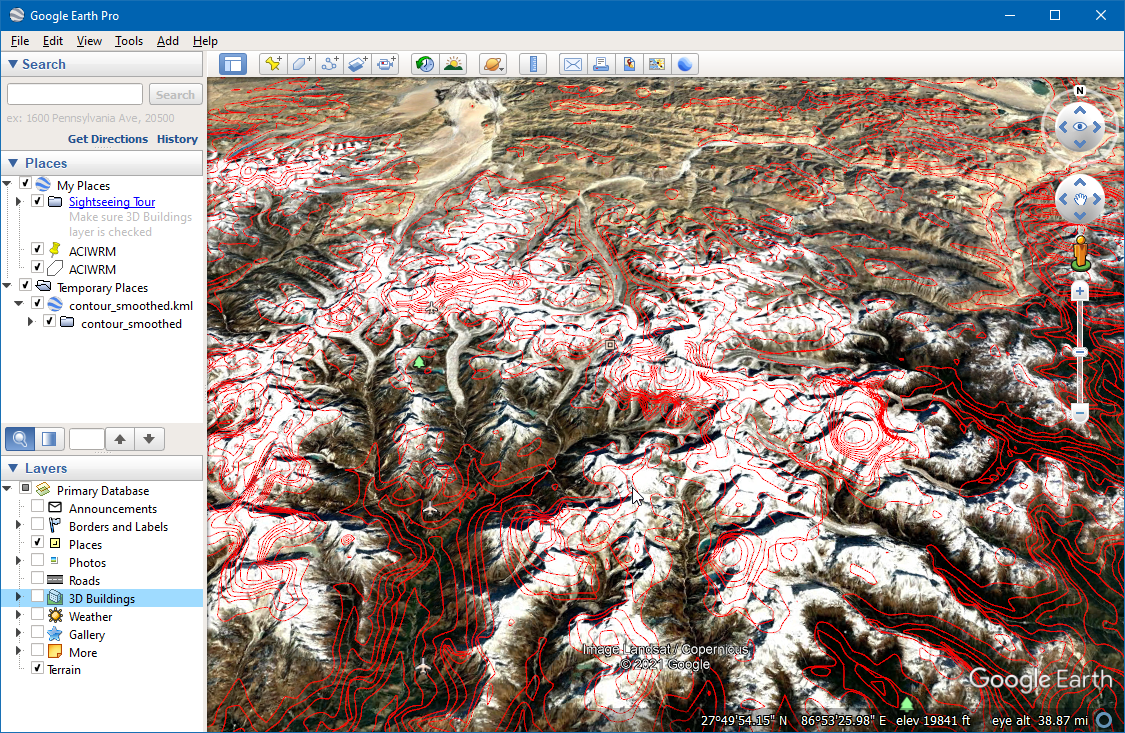 Google Earth Pro
File Edit View Tools Add Help
Search
Search
ex: 1600 Pennsylvania Ave, 20500
Get Directions History
Places
My Places
Sightseeing Tour
Make sure 3D Buildings
layer is checked
ACIWRM
ACIWRM
Temporary Places
contour_smoothed.kml
contour_smoothed
Layers
Primary Database
Announcements
Borders and Labels
Places
Photos
Roads
3D Buildings
Weather
Gallery
More
Terrain
N
Image Landsat / Copernicus
© 2021 Google
Google Earth
27°49'54.15" N 86°53'25.98" E elev 19841 ft eye alt 38.87 mi